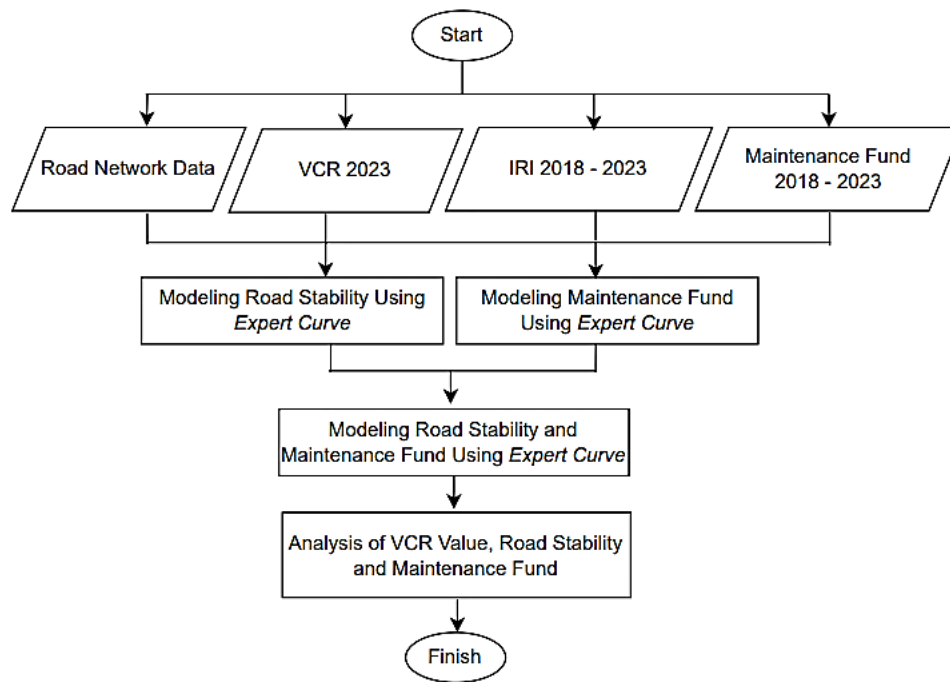 Start
Road Network Data
VCR 2023
IRI 2018 - 2023
Maintenance Fund
2018 - 2023
Modeling Road Stability Using
Expert Curve
Modeling Maintenance Fund
Using Expert Curve
Modeling Road Stability and
Maintenance Fund Using Expert Curve
Analysis of VCR Value, Road Stability
and Maintenance Fund
Finish